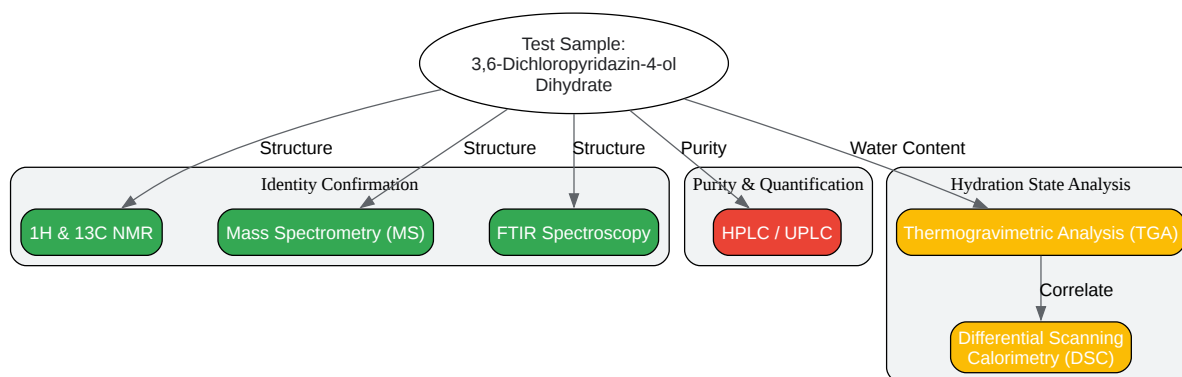 Test Sample:
3,6-Dichloropyridazin-4-ol
Dihydrate
Structure
Structure
Structure
Purity
Water Content
Identity Confirmation
Purity & Quantification
Hydration State Analysis
1H & 13C NMR
Mass Spectrometry (MS)
FTIR Spectroscopy
HPLC / UPLC
Thermogravimetric Analysis (TGA)
Correlate
Differential Scanning
Calorimetry (DSC)